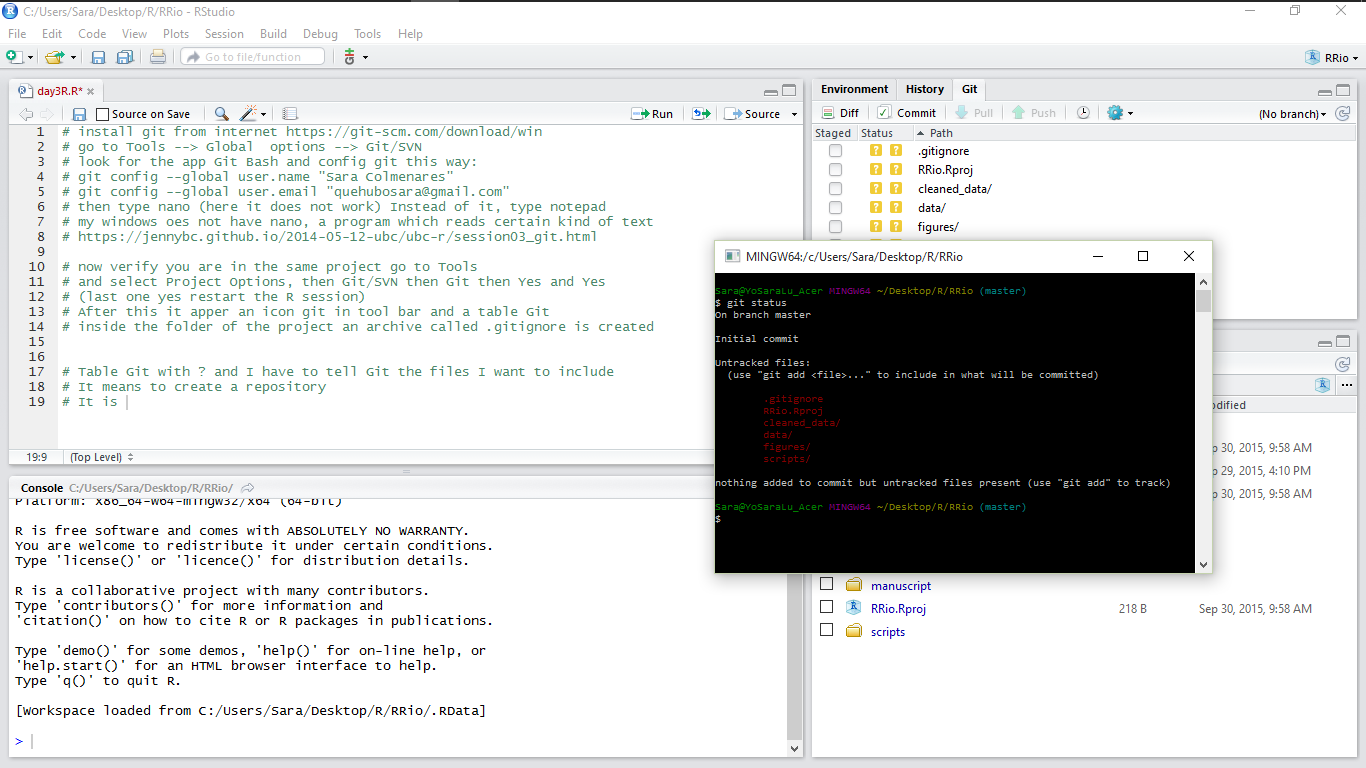 C:/Users/Sara/Desktop/R/RRio - RStudio
File Edit Code View Plots Session Build Debug Tools Help
Go to file/function
RRio
day3R.R*
Source on Save
Run
Source
1 # install git from internet https://git-scm.com/download/win
2 # go to Tools --> Global  options --> Git/SVN
3 # look for the app Git Bash and config git this way:
4 # git config --global user.name "Sara Colmenares"
5 # git config --global user.email "quehubosara@gmail.com"
6 # then type nano (here it does not work) Instead of it, type notepad
7 # my windows oes not have nano, a program which reads certain kind of text
8 # https://jennybc.github.io/2014-05-12-ubc/ubc-r/session03_git.html
9
10 # now verify you are in the same project go to Tools
11 # and select Project Options, then Git/SVN then Git then Yes and Yes
12 # (last one yes restart the R session)
13 # After this it apper an icon git in tool bar and a table Git
14 # inside the folder of the project an archive called .gitignore is created
15
16
17 # Table Git with ? and I have to tell Git the files I want to include
18 # It means to create a repository
19 # It is
19:9 (Top Level)
Console C:/Users/Sara/Desktop/R/RRio/
Platform: x86_64-w64-mingw32/x64 (64-bit)
R is free software and comes with ABSOLUTELY NO WARRANTY.
You are welcome to redistribute it under certain conditions.
Type 'license()' or 'licence()' for distribution details.
R is a collaborative project with many contributors.
Type 'contributors()' for more information and
'citation()' on how to cite R or R packages in publications.
Type 'demo()' for some demos, 'help()' for on-line help, or
'help.start()' for an HTML browser interface to help.
Type 'q()' to quit R.
[Workspace loaded from C:/Users/Sara/Desktop/R/RRio/.RData]
>
Environment History Git
Diff Commit Pull Push (No branch)
Staged Status Path
? ? .gitignore
? ? RRio.Rproj
? ? cleaned_data/
? ? data/
? ? figures/
MINGW64:/c/Users/Sara/Desktop/R/RRio
Sara@YoSaraLu_Acer MINGW64 ~/Desktop/R/RRio (master)
$ git status
On branch master
Initial commit
Untracked files:
(use "git add <file>..." to include in what will be committed)
.gitignore
RRio.Rproj
cleaned_data/
data/
figures/
scripts/
nothing added to commit but untracked files present (use "git add" to track)
Sara@YoSaraLu_Acer MINGW64 ~/Desktop/R/RRio (master)
$
odified
p 30, 2015, 9:58 AM
p 29, 2015, 4:10 PM
p 30, 2015, 9:58 AM
manuscript
RRio.Rproj 218 B Sep 30, 2015, 9:58 AM
scripts